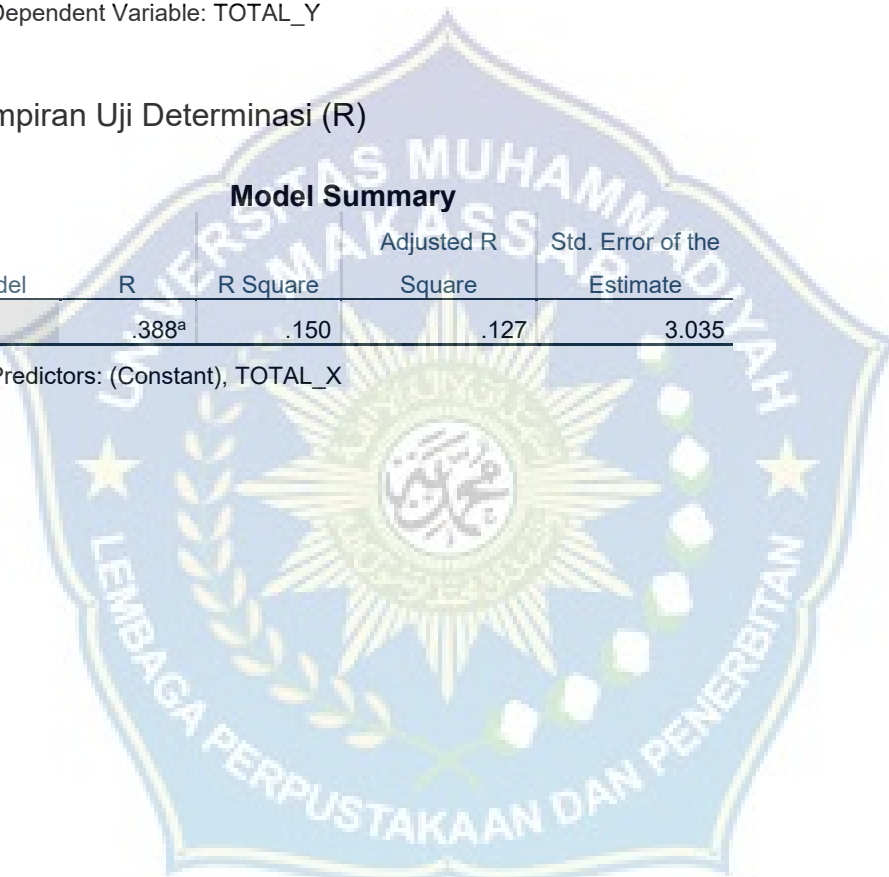 Dependent Variable: TOTAL_Y
mpiran Uji Determinasi (R)
Model Summary
del R R Square Adjusted R Square Std. Error of the Estimate
.388a .150 .127 3.035
Predictors: (Constant), TOTAL_X
UNIVERSITAS MUHAMMADIYAH
MAKASSAR
LEMBAGA PERPUSTAKAAN DAN PENERBITAN